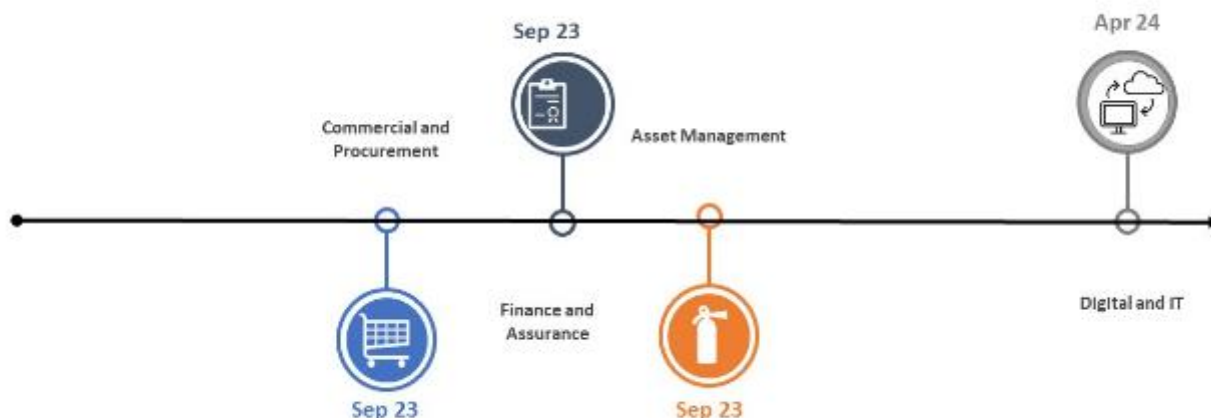 Sep 23
Apr 24
Commercial and
Procurement
Asset Management
Finance and
Assurance
Digital and IT
Sep 23
Sep 23